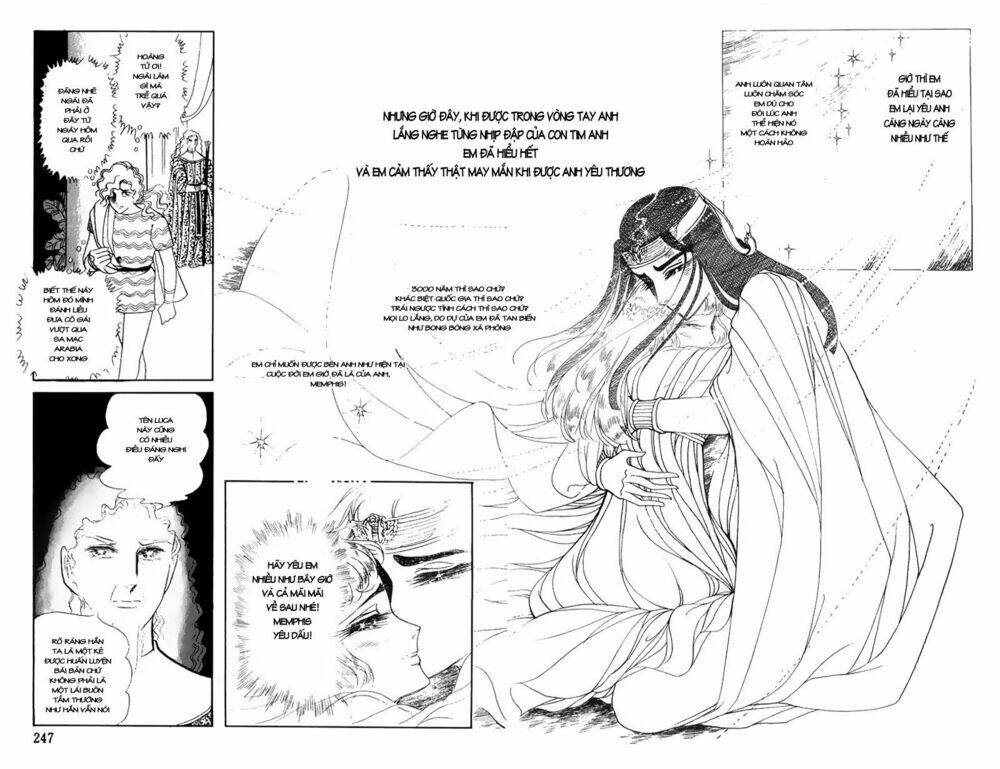 GIỜ THÌ EM
ĐÃ HIỂU TẠI SAO
EM LẠI YÊU ANH
CÀNG NGÀY CÀNG
NHIỀU NHƯ THẾ
ANH LUÔN QUAN TÂM
LUÔN CHĂM SÓC
EM DÙ CHO
ĐÔI LÚC ANH
THỂ HIỆN NÓ
MỘT CÁCH KHÔNG
HOÀN HẢO
NHƯNG GIỜ ĐÂY, KHI ĐƯỢC TRONG VÒNG TAY ANH
LẮNG NGHE TỪNG NHỊP ĐẬP CỦA CON TIM ANH
EM ĐÃ HIỂU HẾT
VÀ EM CẢM THẤY THẬT MAY MẮN KHI ĐƯỢC ANH YÊU THƯƠNG
3000 NĂM THÌ SAO CHỨ?
KHÁC BIỆT QUỐC GIA THÌ SAO CHỨ?
TRÁI NGƯỢC TÍNH CÁCH THÌ SAO CHỨ?
MỌI LO LẮNG, DO DỰ CỦA EM ĐÃ TAN BIẾN
NHƯ BONG BÓNG XÀ PHÒNG
EM CHỈ MUỐN ĐƯỢC BÊN ANH NHƯ HIỆN TẠI
CUỘC ĐỜI EM GIỜ ĐÃ LÀ CỦA ANH,
MEMPHIS!
HÃY YÊU EM
NHIỀU NHƯ BÂY GIỜ
VÀ CẢ MÃI MÃI
VỀ SAU NHÉ!
MEMPHIS
YÊU DẤU!
HOÀNG
TỬ ƠI!
NGÀI LÀM
GÌ MÀ
TRỄ QUÁ
VẬY?
ĐÁNG NHẼ
NGÀI ĐÃ
PHẢI Ở
ĐÂY TỪ
NGÀY HÔM
QUA RỒI
CHỨ
BIẾT THẾ NÀY
HÔM ĐÓ MÌNH
ĐÁNH LIỀU
ĐƯA CÔ GÁI
VƯỢT QUA
SA MẠC
ARABIA
CHO XONG
TÊN LUCA
NÀY CŨNG
CÓ NHIỀU
ĐIỀU ĐÁNG NGHI
ĐẤY
RÕ RÀNG HẮN
TA LÀ MỘT KẺ
ĐƯỢC HUẤN LUYỆN
BÀI BẢN CHỨ
KHÔNG PHẢI LÀ
MỘT LÁI BUÔN
TẦM THƯỜNG
NHƯ HẮN VẪN NÓI
247